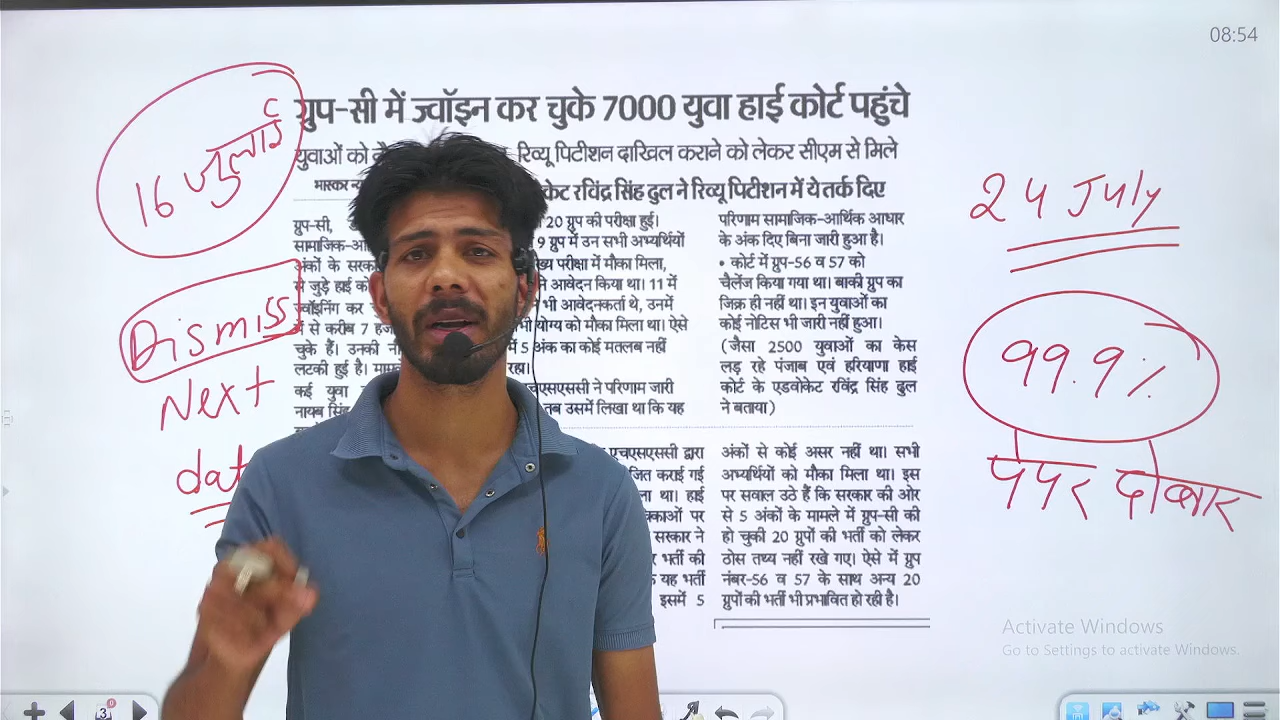 08:54
ग्रुप-सी में ज्वॉइन कर चुके 7000 युवा हाई कोर्ट पहुंचे
युवाओं को
रिव्यू पिटीशन दाखिल कराने को लेकर सीएम से मिले
भास्कर
रविंद्र सिंह ढुल ने रिव्यू पिटीशन में ये तर्क दिए
16 जुलाई
Dismiss
Next
24 July
99.9%
पेपर दोबार
ग्रुप-सी,
अंकों के
से जुड़े हाई
ज्वॉइनिंग कर
में से करीब 7
चुके हैं। उनकी
लटकी हुई है।
कई युवा
नायब सिंह
20 ग्रुप की परीक्षा हुई।
9 ग्रुप में उन सभी अभ्यर्थियों
परीक्षा में मौका मिला,
आवेदन किया था। 11 में
भी आवेदनकर्ता थे, उनमें
योग्य को मौका मिला था। ऐसे
में 5 अंक का कोई मतलब नहीं
रहा।
ने परिणाम जारी
उसमें लिखा था कि यह
परिणाम सामाजिक-आर्थिक आधार
के अंक दिए बिना जारी हुआ है।
• कोर्ट में ग्रुप-56 व 57 को
चैलेंज किया गया था। बाकी ग्रुप का
जिक्र ही नहीं था। इन युवाओं का
कोई नोटिस भी जारी नहीं हुआ।
(जैसा 2500 युवाओं का केस
लड़ रहे पंजाब एवं हरियाणा हाई
कोर्ट के एडवोकेट रविंद्र सिंह ढुल
ने बताया)
एचएसएससी द्वारा
कराई गई
था। हाई
पर
सरकार ने
भर्ती की
यह भर्ती
इसमें 5
अंकों से कोई असर नहीं था। सभी
अभ्यर्थियों को मौका मिला था। इस
पर सवाल उठे हैं कि सरकार की ओर
से 5 अंकों के मामले में ग्रुप-सी की
हो चुकी 20 ग्रुपों की भर्ती को लेकर
ठोस तथ्य नहीं रखे गए। ऐसे में ग्रुप
नंबर-56 व 57 के साथ अन्य 20
ग्रुपों की भर्ती भी प्रभावित हो रही है।
Activate Windows
Go to Settings to activate Windows.
3